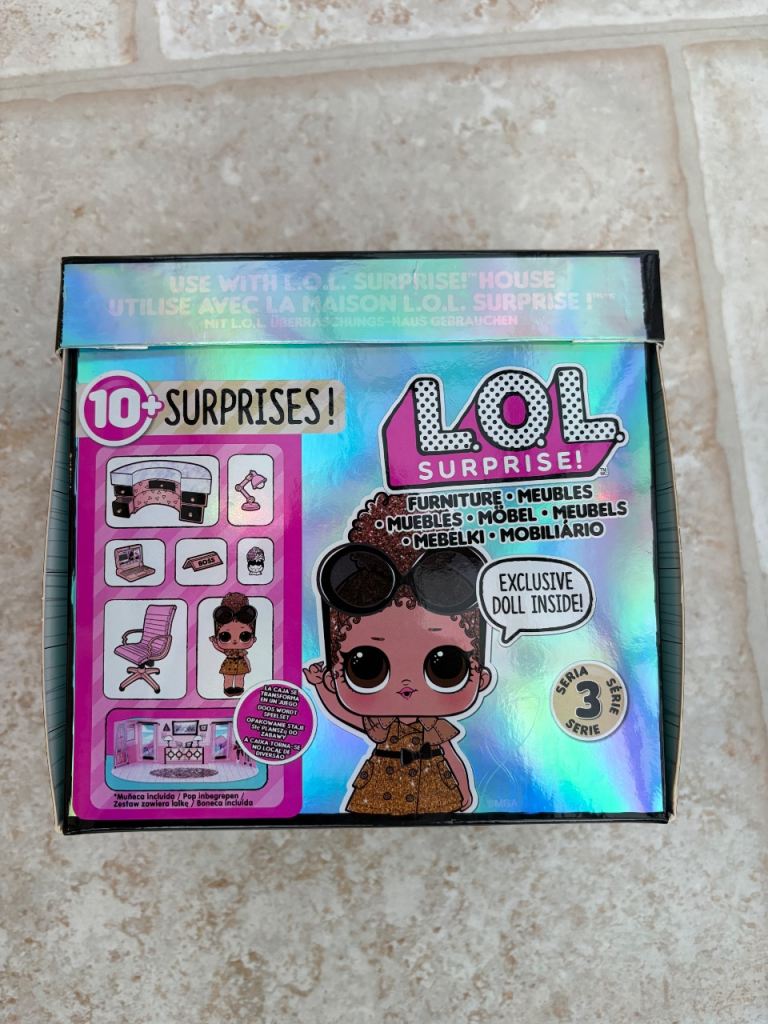 USE WITH L.O.L. SURPRISE!™ HOUSE
UTILISE AVEC LA MAISON L.O.L. SURPRISE !™
MIT L.O.L. ÜBERRASCHUNGS-HAUS GEBRAUCHEN
10+ SURPRISES!
L.O.L.
SURPRISE!
™
FURNITURE • MEUBLES
• MUEBLES • MÖBEL • MEUBELS
• MEBELKI • MOBILIÁRIO
BOSS
EXCLUSIVE
DOLL INSIDE!
SERIA
SÉRIE
3
SERIE
LA CAJA SE
TRANSFORMA
EN UN JUEGO
DOOS WORDT
SPEELSET
OPAKOWANIE STAJE
SIĘ PLANSZĄ DO
ZABAWY
A CAIXA TORNA-SE
NO LOCAL DE
DIVERSÃO
*Muñeca incluida / Pop inbegrepen /
Zestaw zawiera lalkę / Boneca incluida
©MGA